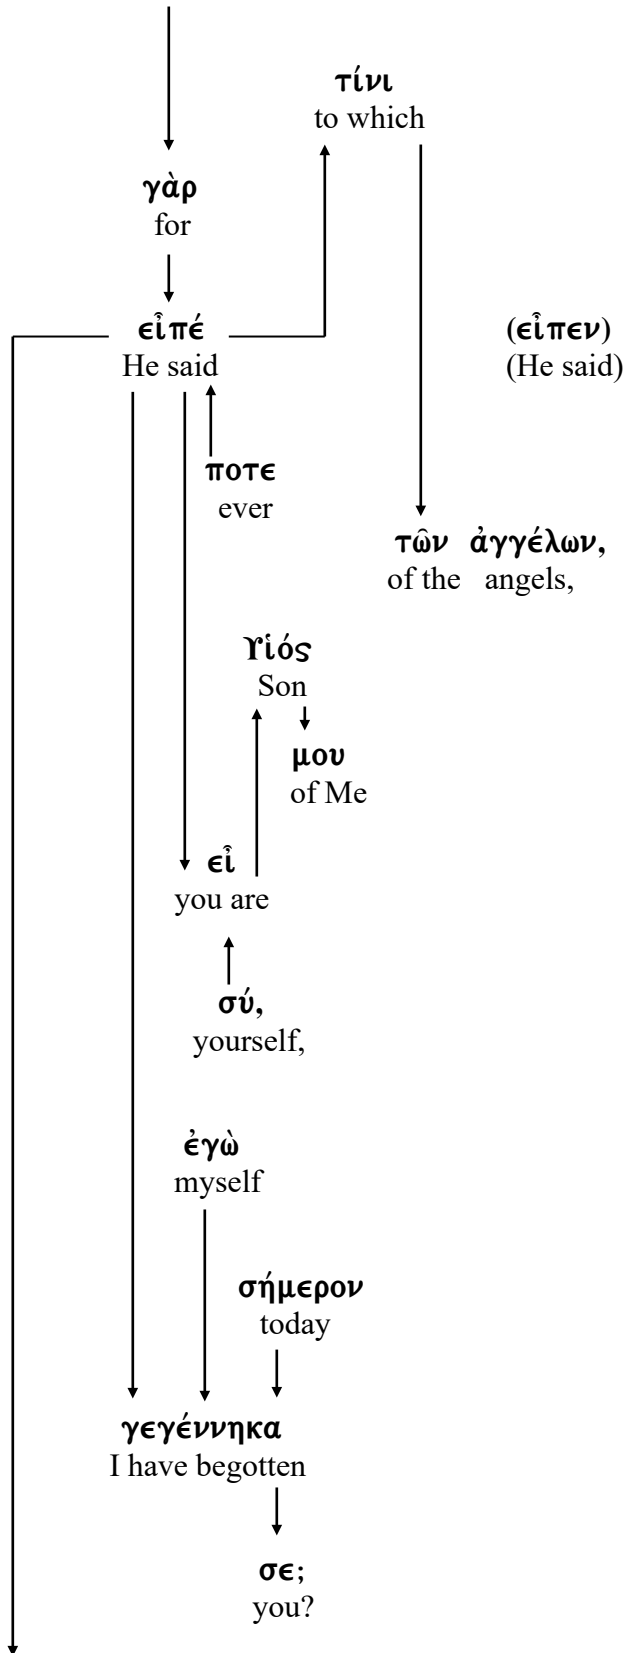 τίνι
to which
γὰρ
for
εἶπέ (εἶπεν)
He said (He said)
ποτε
ever
τῶν ἀγγέλων,
of the angels,
Υἱός
Son
μου
of Me
εἶ
you are
σύ,
yourself,
ἐγὼ
myself
σήμερον
today
γεγέννηκα
I have begotten
σε;
you?